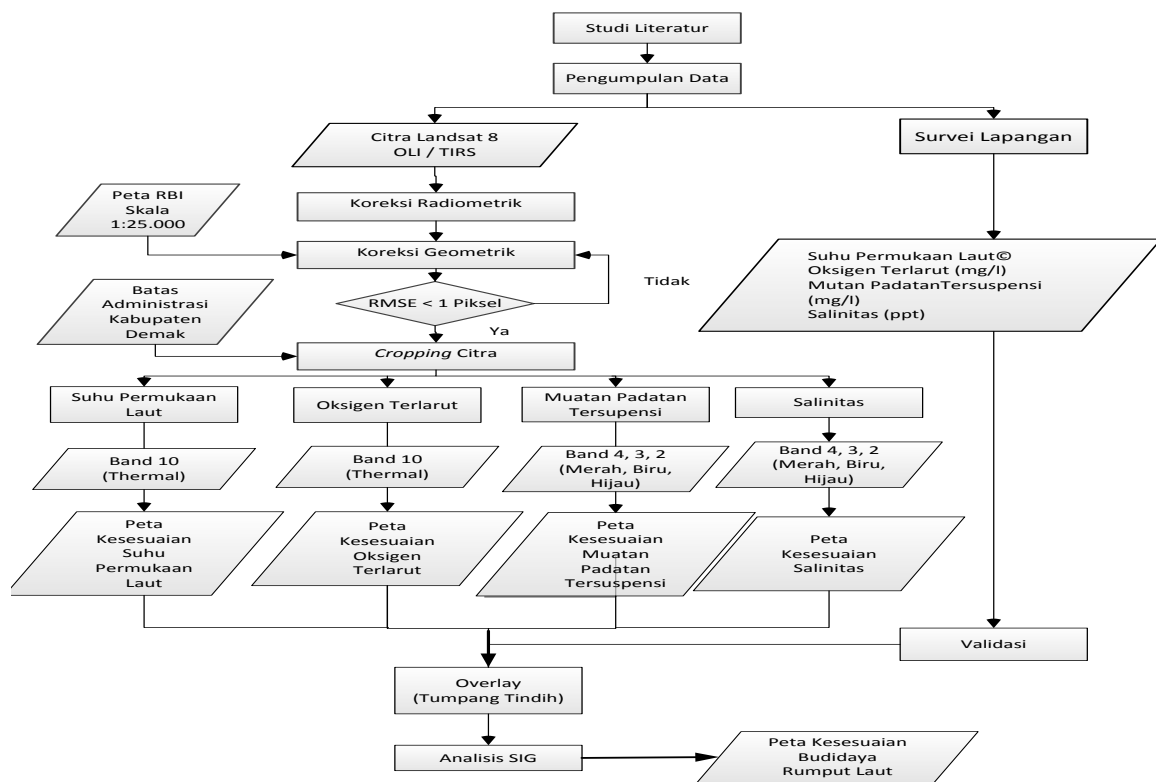 Studi Literatur
Pengumpulan Data
Citra Landsat 8
OLI / TIRS
Survei Lapangan
Peta RBI
Skala
1:25.000
Koreksi Radiometrik
Koreksi Geometrik
Tidak
RMSE < 1 Piksel
Ya
Batas
Administrasi
Kabupaten
Demak
Cropping Citra
Suhu Permukaan Laut©
Oksigen Terlarut (mg/l)
Mutan PadatanTersuspensi
(mg/l)
Salinitas (ppt)
Suhu Permukaan
Laut
Oksigen Terlarut
Muatan Padatan
Tersupensi
Salinitas
Band 10
(Thermal)
Band 10
(Thermal)
Band 4, 3, 2
(Merah, Biru,
Hijau)
Band 4, 3, 2
(Merah, Biru,
Hijau)
Peta
Kesesuaian
Suhu
Permukaan
Laut
Peta
Kesesuaian
Oksigen
Terlarut
Peta
Kesesuaian
Muatan
Padatan
Tersuspensi
Peta
Kesesuaian
Salinitas
Validasi
Overlay
(Tumpang Tindih)
Analisis SIG
Peta Kesesuaian
Budidaya
Rumput Laut